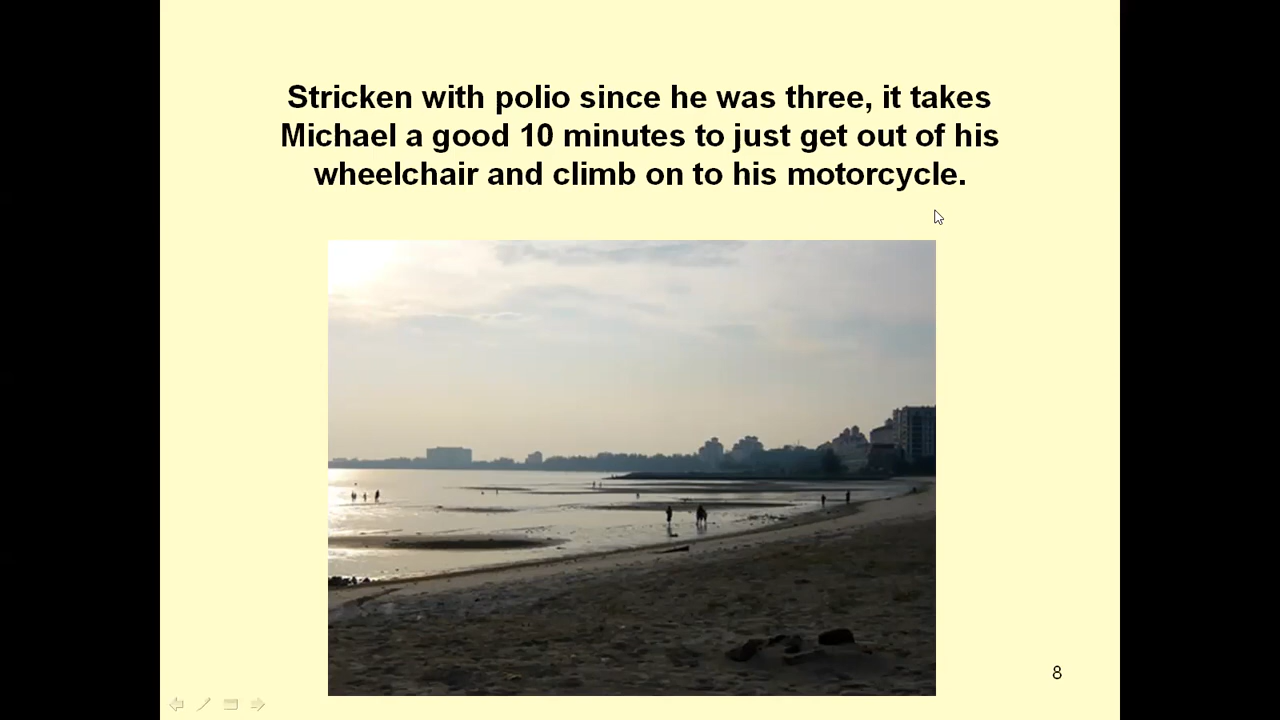 Stricken with polio since he was three, it takes
Michael a good 10 minutes to just get out of his
wheelchair and climb on to his motorcycle.
8